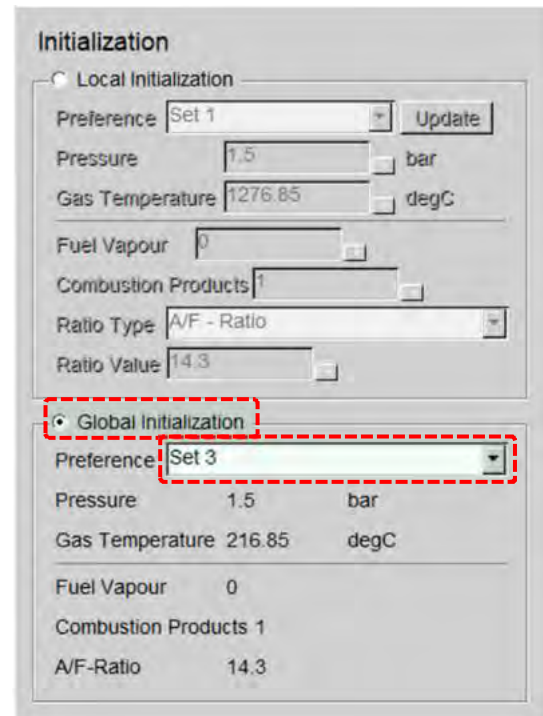 Initialization
Local Initialization
Preference Set 1 Update
Pressure 1.5 bar
Gas Temperature 1276.85 degC
Fuel Vapour 0
Combustion Products 1
Ratio Type A/F - Ratio
Ratio Value 14.3
Global Initialization
Preference Set 3
Pressure 1.5 bar
Gas Temperature 216.85 degC
Fuel Vapour 0
Combustion Products 1
A/F-Ratio 14.3